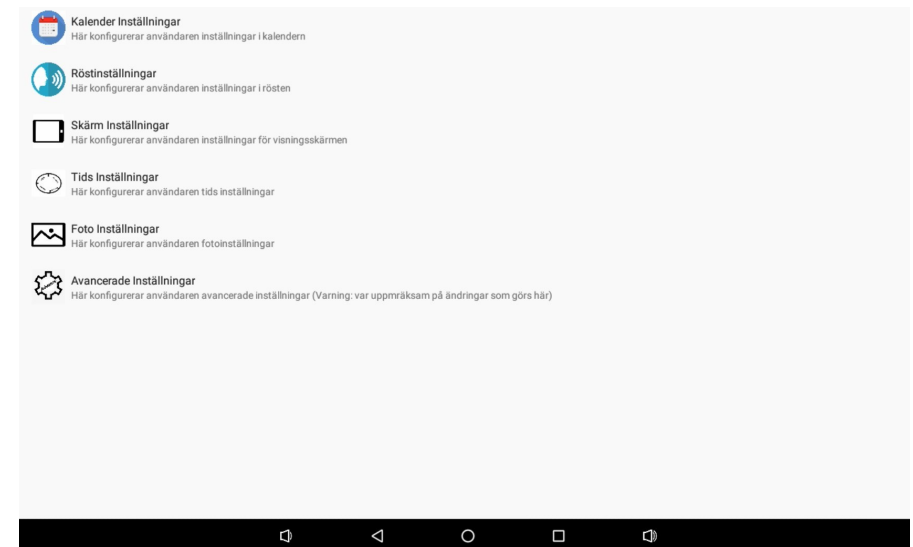 Kalender Inställningar
Här konfigurerar användaren inställningar i kalendern
Röstinställningar
Här konfigurerar användaren inställningar i rösten
Skärm Inställningar
Här konfigurerar användaren inställningar för visningsskärmen
Tids Inställningar
Här konfigurerar användaren tids inställningar
Foto Inställningar
Här konfigurerar användaren fotoinställningar
Avancerade Inställningar
Här konfigurerar användaren avancerade inställningar (Varning: var uppmräksam på ändringar som görs här)